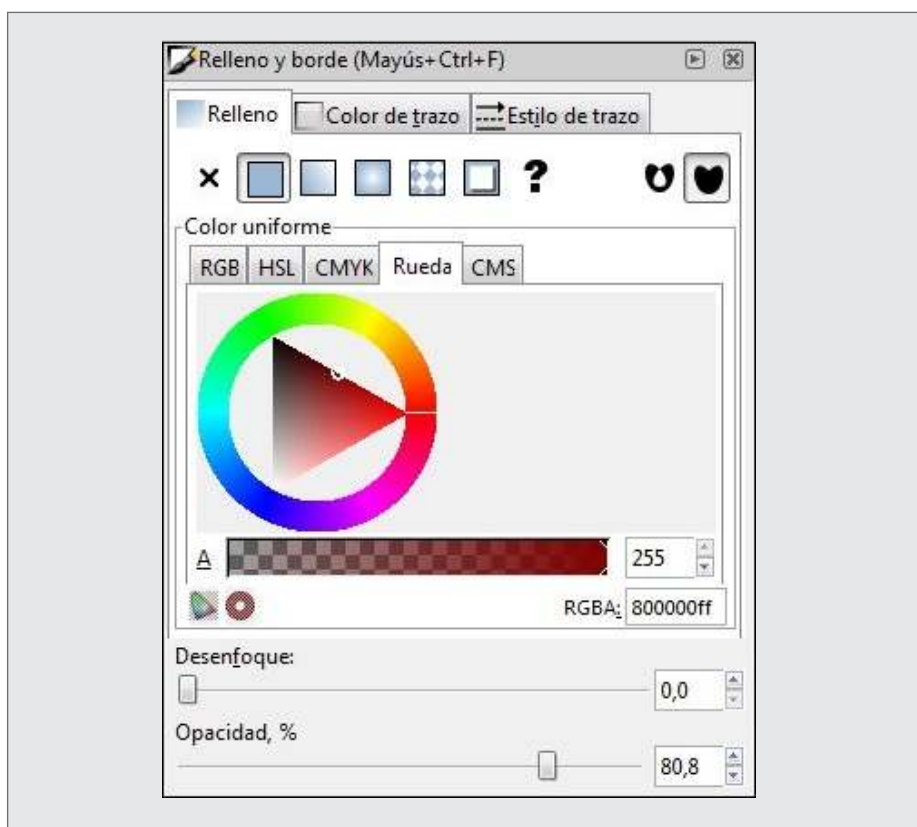 Relleno y borde (Mayús+Ctrl+F)
Relleno Color de trazo Estilo de trazo
?
Color uniforme
RGB HSL CMYK Rueda CMS
A 255
RGBA: 800000ff
Desenfoque:
0,0
Opacidad, %
80,8